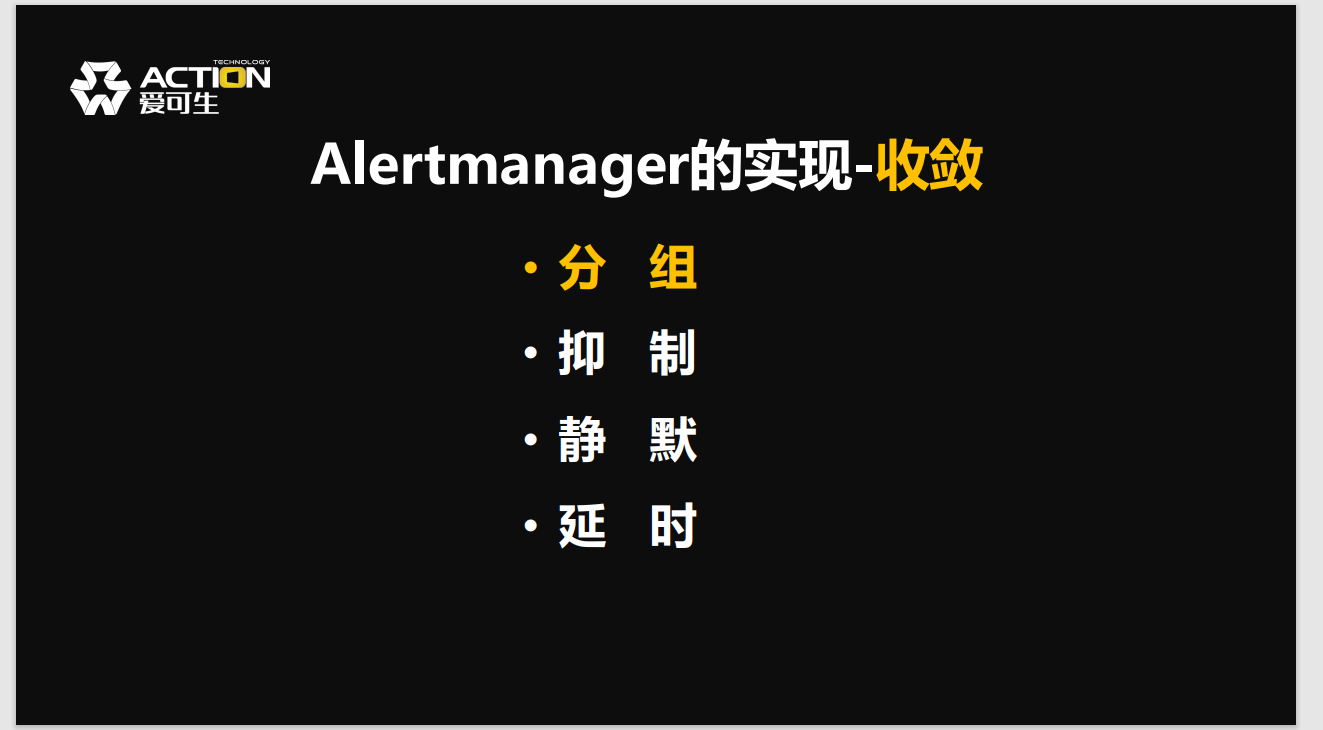 TECHNOLOGY
ACTION
爱可生
Alertmanager的实现-收敛
• 分 组
• 抑 制
• 静 默
• 延 时